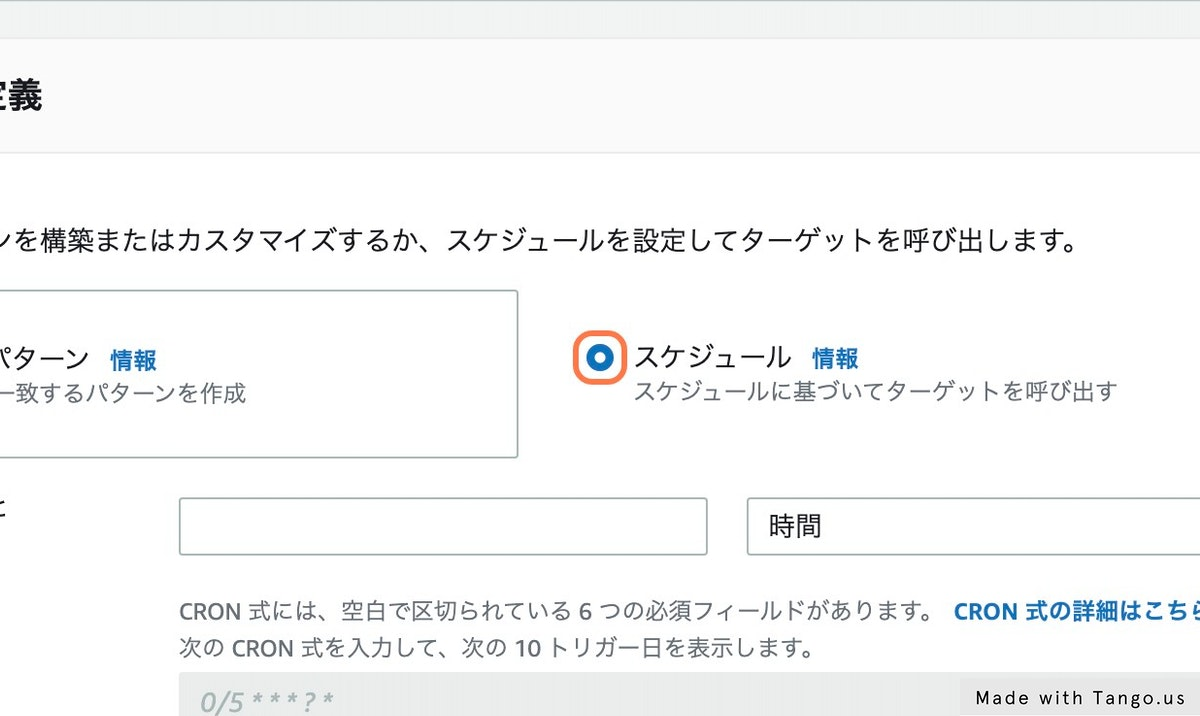 定義
ンを構築またはカスタマイズするか、スケジュールを設定してターゲットを呼び出します。
パターン 情報
一致するパターンを作成
スケジュール 情報
スケジュールに基づいてターゲットを呼び出す
時間
CRON 式には、空白で区切られている 6 つの必須フィールドがあります。 CRON 式の詳細はこちら
次の CRON 式を入力して、次の 10 トリガー日を表示します。
0/5 * * * ? *
Made with Tango.us